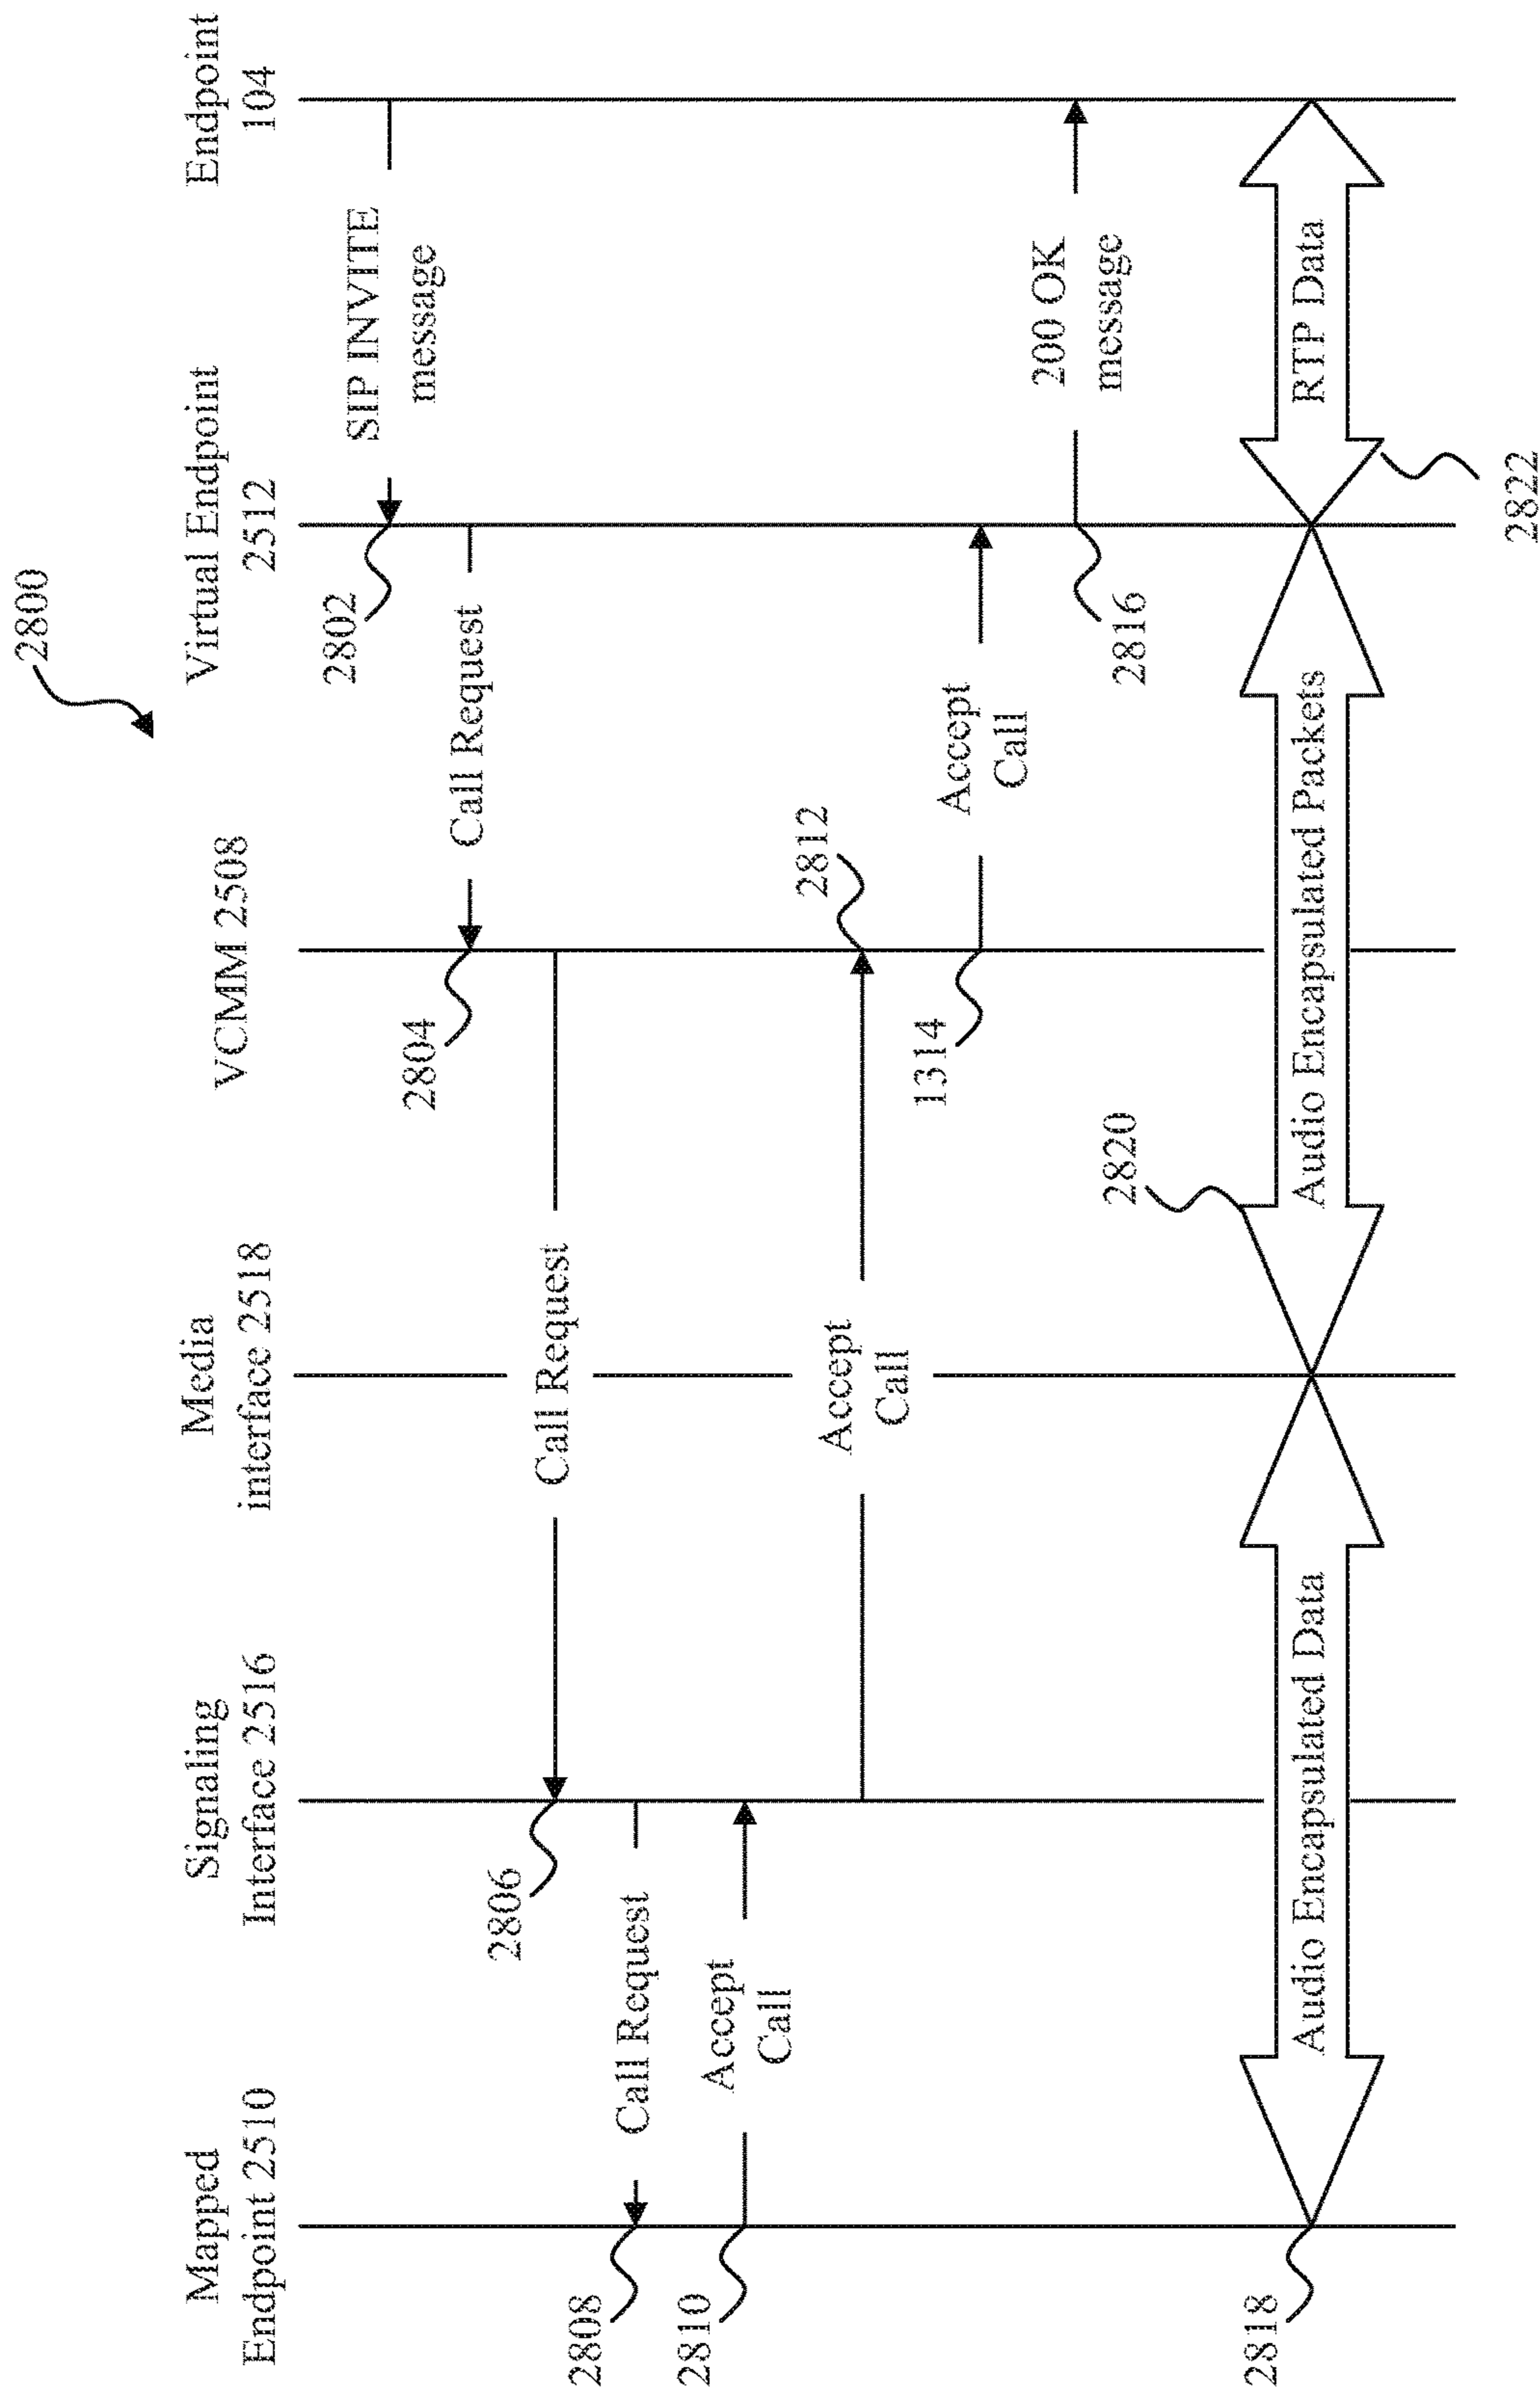 2800
Mapped
Endpoint 2510
Signaling
Interface 2516
Media
interface 2518
VCMM 2508
Virtual Endpoint
2512
Endpoint
104
SIP INVITE
message
2802
Call Request
2804
Call Request
2806
Call Request
2808
Accept
Call
2810
Accept
Call
2812
Accept
Call
1314
200 OK
message
2816
2820
Audio Encapsulated Data
Audio Encapsulated Packets
RTP Data
2818
2822